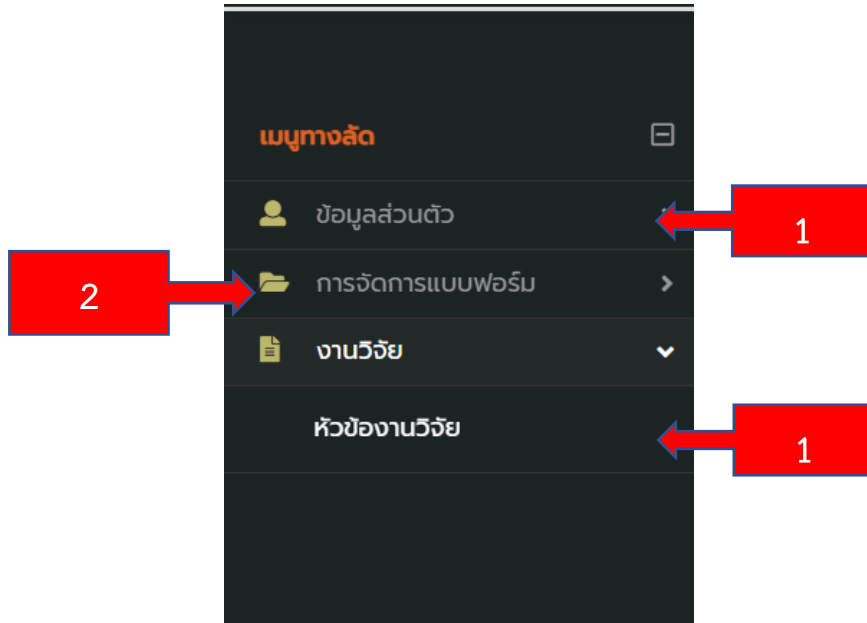 เมนูทางลัด
ข้อมูลส่วนตัว
1
2
การจัดการแบบฟอร์ม
งานวิจัย
หัวข้องานวิจัย
1